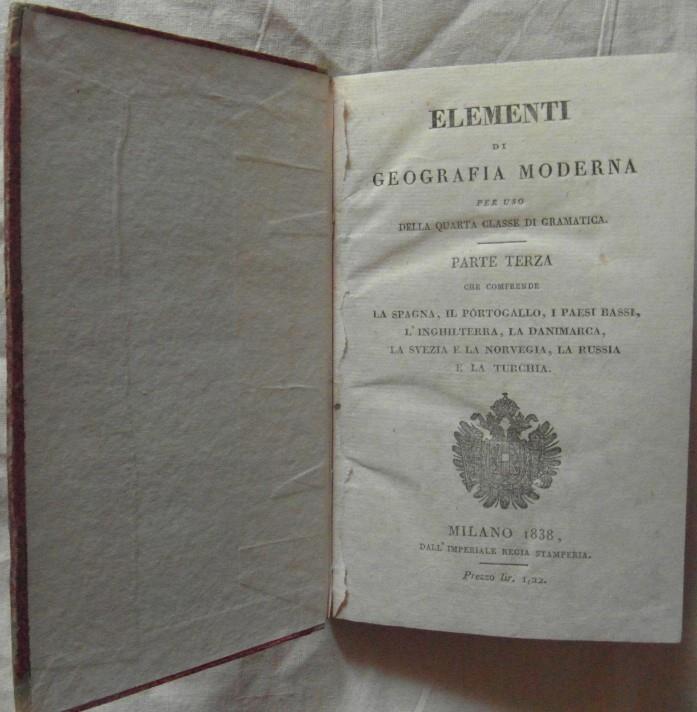 ELEMENTI
DI
GEOGRAFIA MODERNA
PER USO
DELLA QUARTA CLASSE DI GRAMATICA.
PARTE TERZA
CHE COMPRENDE
LA SPAGNA, IL PORTOGALLO, I PAESI BASSI,
L'INGHILTERRA, LA DANIMARCA,
LA SVEZIA E LA NORVEGIA, LA RUSSIA
E LA TURCHIA.
MILANO 1838,
DALL'IMPERIALE REGIA STAMPERIA.
Prezzo lir. 1,22.